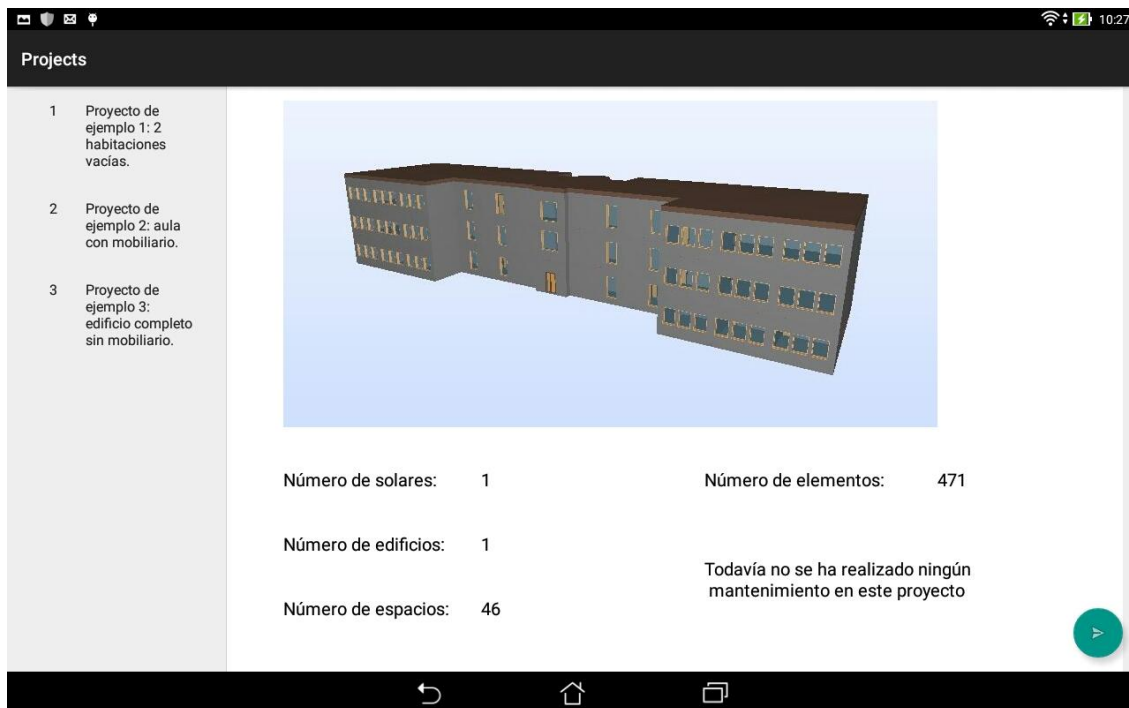 10:27
Projects
1 Proyecto de
ejemplo 1: 2
habitaciones
vacías.
2 Proyecto de
ejemplo 2: aula
con mobiliario.
3 Proyecto de
ejemplo 3:
edificio completo
sin mobiliario.
Número de solares: 1
Número de edificios: 1
Número de espacios: 46
Número de elementos: 471
Todavía no se ha realizado ningún
mantenimiento en este proyecto